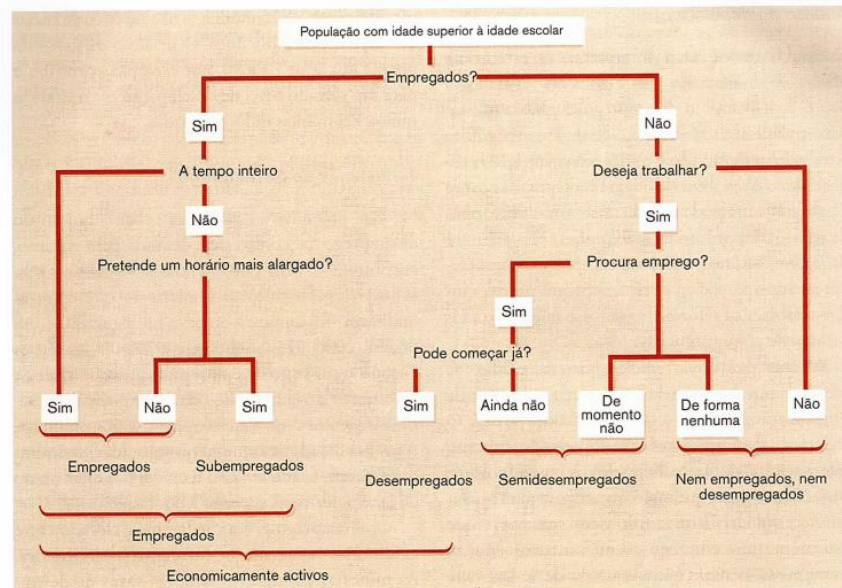 População com idade superior à idade escolar
Empregados?
Sim
Não
A tempo inteiro
Deseja trabalhar?
Não
Sim
Pretende um horário mais alargado?
Procura emprego?
Sim
Pode começar já?
Sim
Não
Sim
Sim
Ainda não
De
momento
não
De forma
nenhuma
Não
Empregados
Subempregados
Desempregados
Semidesempregados
Nem empregados, nem
desempregados
Empregados
Economicamente activos